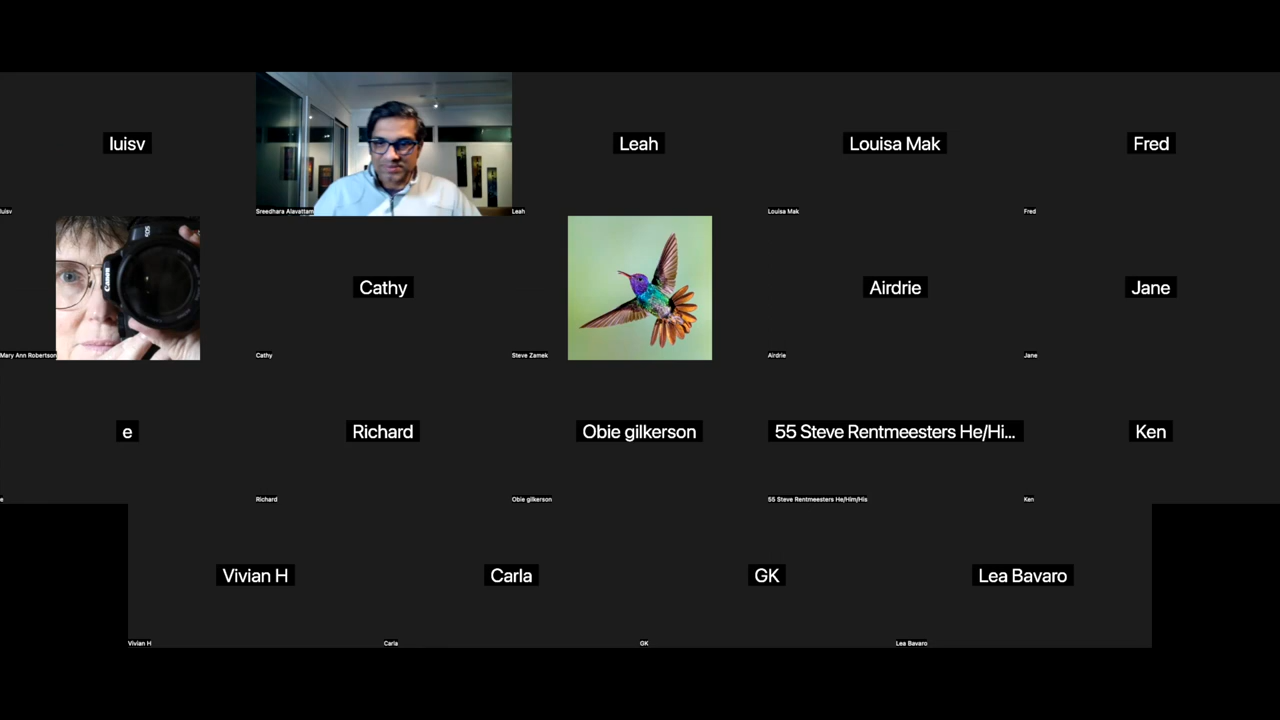 luisv
Leah
Louisa Mak
Fred
luisv
Sreedhara Alavattam
Leah
Louisa Mak
Fred
Canon
EOS
Cathy
Airdrie
Jane
Mary Ann Robertson
Cathy
Steve Zamek
Airdrie
Jane
e
Richard
Obie gilkerson
55 Steve Rentmeesters He/Hi...
Ken
e
Richard
Obie gilkerson
55 Steve Rentmeesters He/Him/His
Ken
Vivian H
Carla
GK
Lea Bavaro
Vivian H
Carla
GK
Lea Bavaro